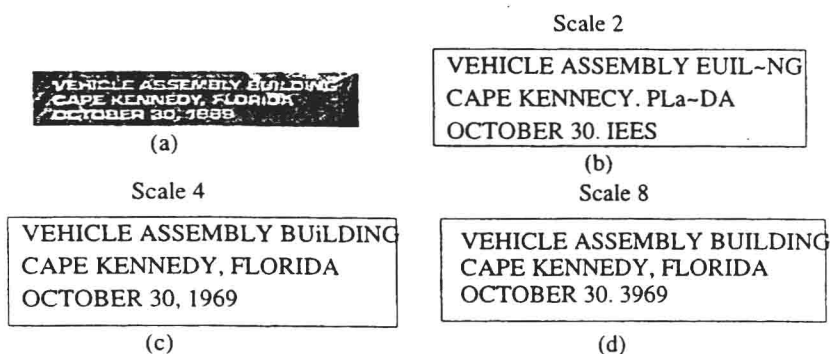 Scale 2
VEHICLE ASSEMBLY BUILDING
CAPE KENNEDY, FLORIDA
OCTOBER 30, 1969
(a)
VEHICLE ASSEMBLY EUIL~NG
CAPE KENNECY. PLa~DA
OCTOBER 30. IEES
(b)
Scale 4
VEHICLE ASSEMBLY BUiLDING
CAPE KENNEDY, FLORIDA
OCTOBER 30, 1969
(c)
Scale 8
VEHICLE ASSEMBLY BUILDING
CAPE KENNEDY, FLORIDA
OCTOBER 30. 3969
(d)